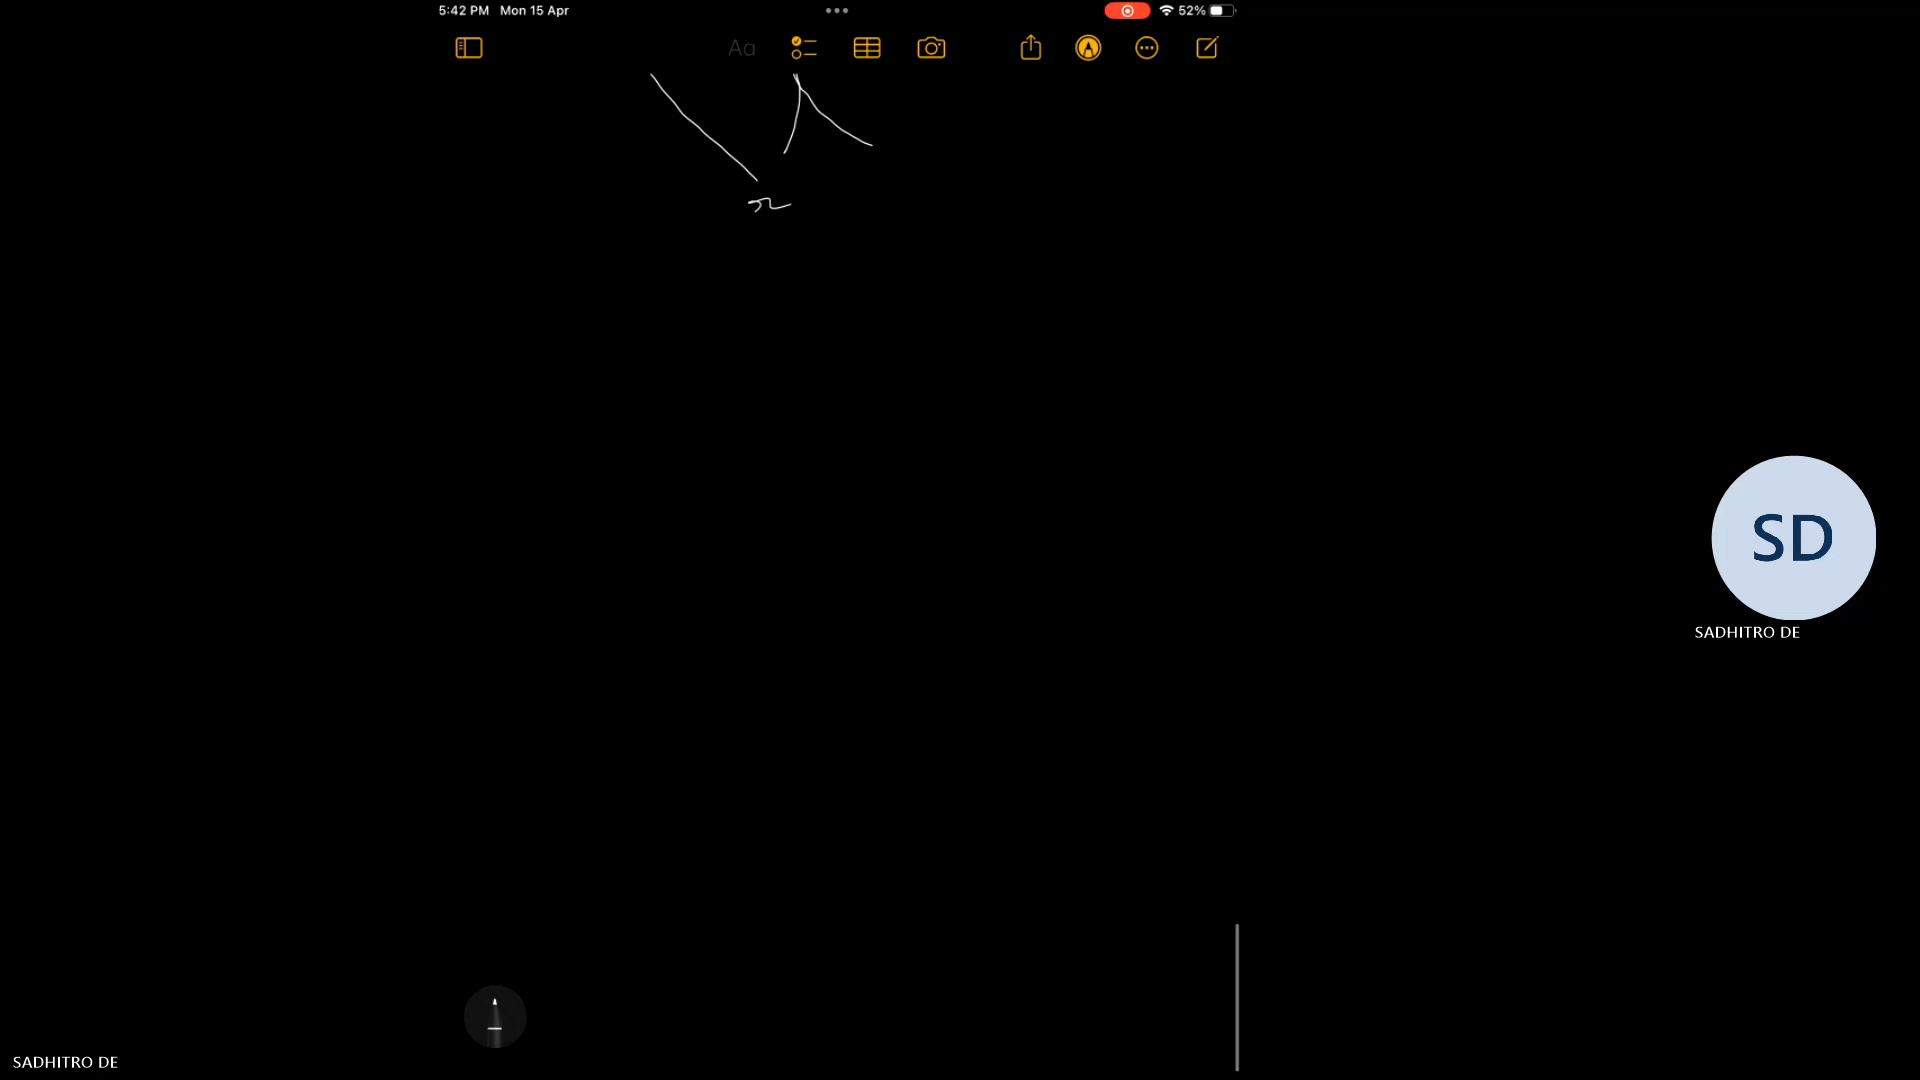 5:42 PM Mon 15 Apr
52%
Aa
x
SD
SADHITRO DE
SADHITRO DE